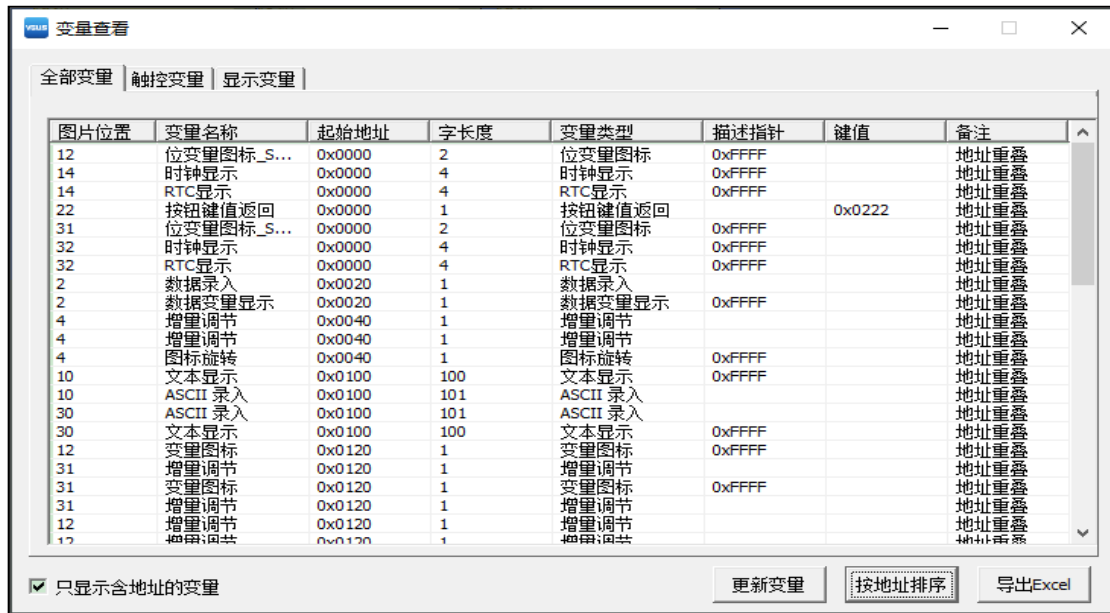 VGUS 变量查看
全部变量 触控变量 显示变量
图片位置 变量名称 起始地址 字长度 变量类型 描述指针 键值 备注
12 位变量图标_S... 0x0000 2 位变量图标 0xFFFF 地址重叠
14 时钟显示 0x0000 4 时钟显示 0xFFFF 地址重叠
14 RTC显示 0x0000 4 RTC显示 0xFFFF 地址重叠
22 按钮键值返回 0x0000 1 按钮键值返回 0x0222 地址重叠
31 位变量图标_S... 0x0000 2 位变量图标 0xFFFF 地址重叠
32 时钟显示 0x0000 4 时钟显示 0xFFFF 地址重叠
32 RTC显示 0x0000 4 RTC显示 0xFFFF 地址重叠
2 数据录入 0x0020 1 数据录入 地址重叠
2 数据变量显示 0x0020 1 数据变量显示 0xFFFF 地址重叠
4 增量调节 0x0040 1 增量调节 地址重叠
4 增量调节 0x0040 1 增量调节 地址重叠
4 图标旋转 0x0040 1 图标旋转 0xFFFF 地址重叠
10 文本显示 0x0100 100 文本显示 0xFFFF 地址重叠
10 ASCII 录入 0x0100 101 ASCII 录入 地址重叠
30 ASCII 录入 0x0100 101 ASCII 录入 地址重叠
30 文本显示 0x0100 100 文本显示 0xFFFF 地址重叠
12 变量图标 0x0120 1 变量图标 0xFFFF 地址重叠
31 增量调节 0x0120 1 增量调节 地址重叠
31 变量图标 0x0120 1 变量图标 0xFFFF 地址重叠
31 增量调节 0x0120 1 增量调节 地址重叠
12 增量调节 0x0120 1 增量调节 地址重叠
12 增量调节 0x0120 1 增量调节 地址重叠
只显示含地址的变量 更新变量 按地址排序 导出Excel